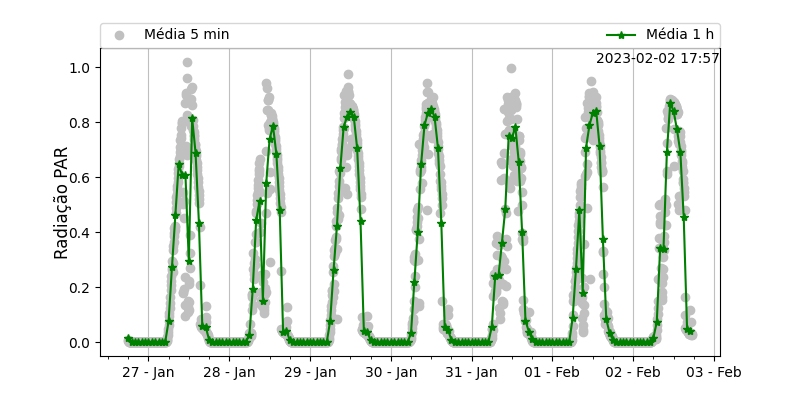 Média 5 min
Média 1 h
2023-02-02 17:57
Radiação PAR
1.0
0.8
0.6
0.4
0.2
0.0
27 - Jan
28 - Jan
29 - Jan
30 - Jan
31 - Jan
01 - Feb
02 - Feb
03 - Feb